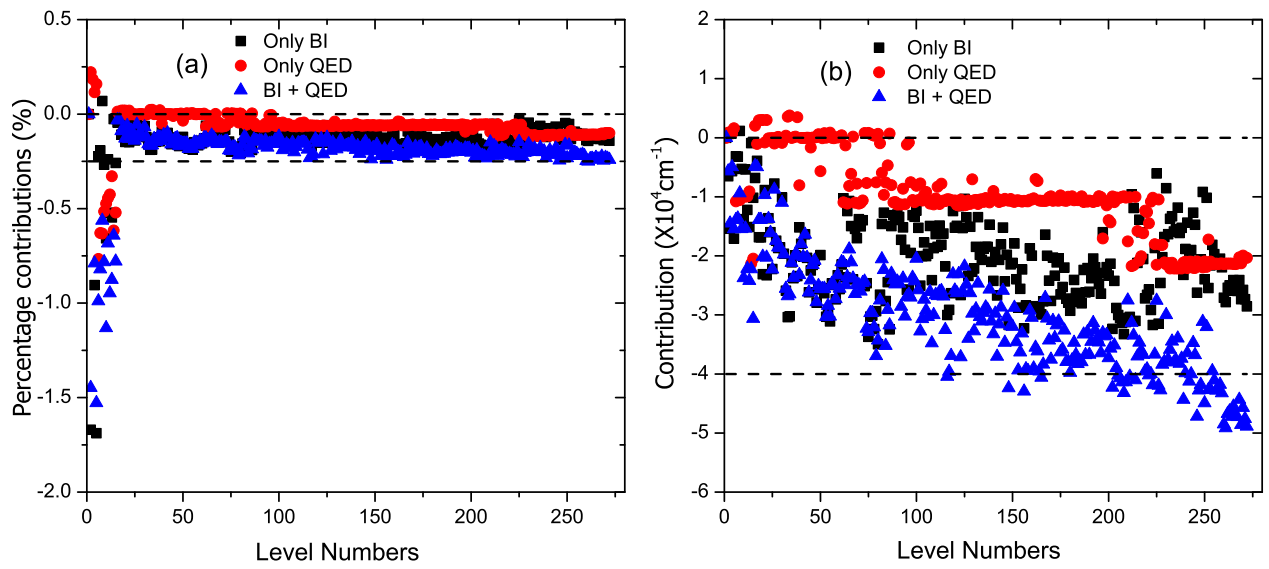 0.5
0.0
-0.5
-1.0
-1.5
-2.0
0
50
100
150
200
250
Percentage contributions (%)
Level Numbers
(a)
Only BI
Only QED
BI + QED
2
1
0
-1
-2
-3
-4
-5
-6
0
50
100
150
200
250
Contribution (X10⁴cm⁻¹)
Level Numbers
(b)
Only BI
Only QED
BI + QED